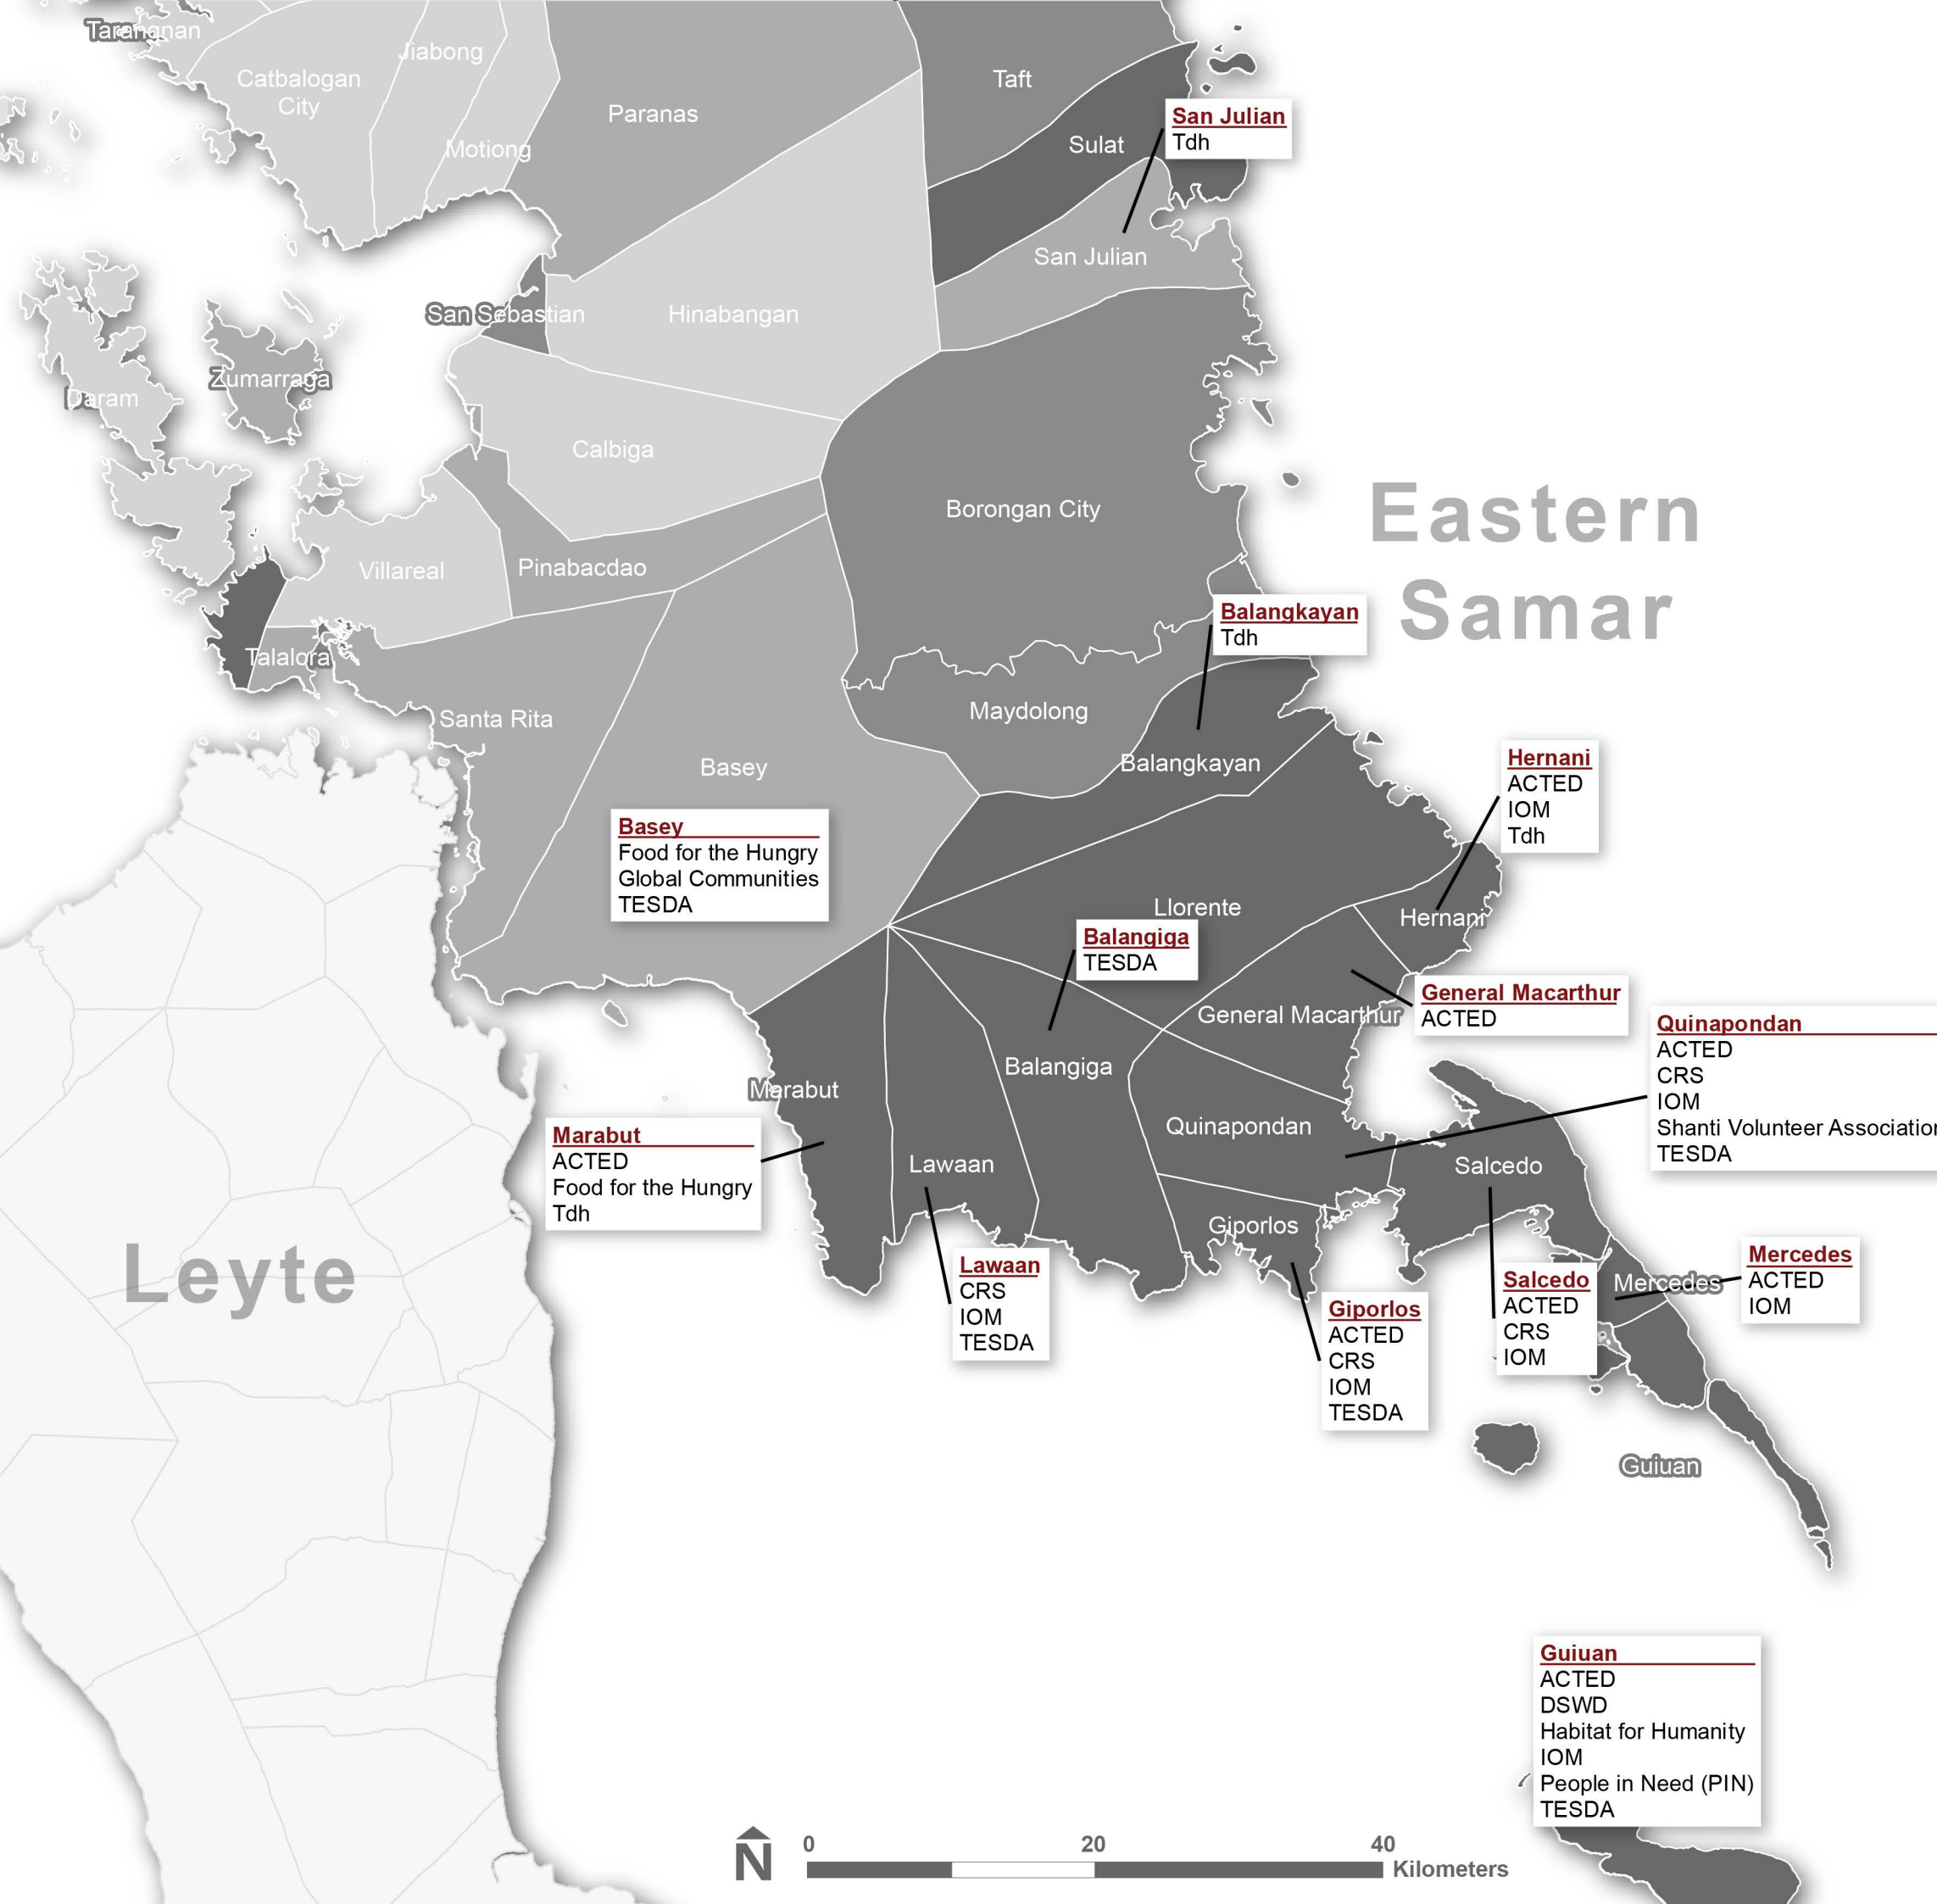 Tarangnan
Jiabong
Catbalogan
City
Motiong
Paranas
Taft
Sulat
San Julian
Tdh
San Julian
San Sebastian
Hinabangan
Zumarraga
Daram
Calbiga
Borongan City
Eastern
Samar
Villareal
Pinabacdao
Balangkayan
Tdh
Talalora
Santa Rita
Maydolong
Balangkayan
Basey
Hernani
ACTED
IOM
Tdh
Basey
Food for the Hungry
Global Communities
TESDA
Llorente
Hernani
Balangiga
TESDA
General Macarthur
ACTED
General Macarthur
Quinapondan
ACTED
CRS
IOM
Shanti Volunteer Association
TESDA
Balangiga
Marabut
Marabut
ACTED
Food for the Hungry
Tdh
Quinapondan
Lawaan
Salcedo
Giporlos
Leyte
Lawaan
CRS
IOM
TESDA
Mercedes
Mercedes
ACTED
IOM
Salcedo
ACTED
CRS
IOM
Giporlos
ACTED
CRS
IOM
TESDA
Guiuan
Guiuan
ACTED
DSWD
Habitat for Humanity
IOM
People in Need (PIN)
TESDA
N
0 20 40
Kilometers